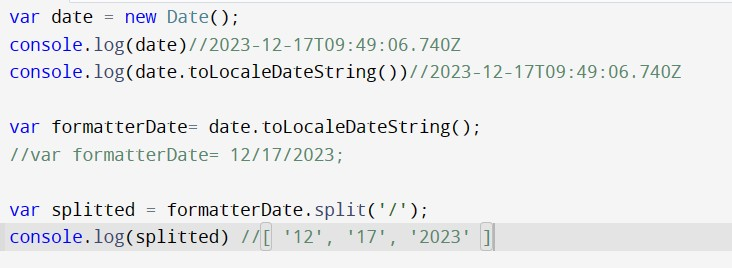 var date = new Date();
console.log(date)//2023-12-17T09:49:06.740Z
console.log(date.toLocaleDateString())//2023-12-17T09:49:06.740Z
var formatterDate= date.toLocaleDateString();
//var formatterDate= 12/17/2023;
var splitted = formatterDate.split('/');
console.log(splitted) //[ '12', '17', '2023' ]